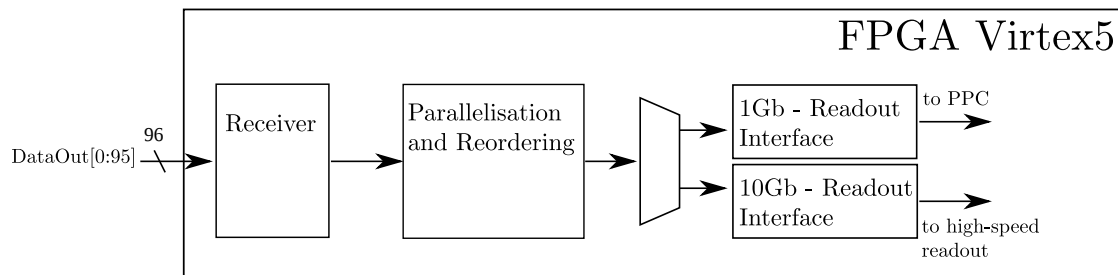 FPGA Virtex5
96
DataOut[0:95]
Receiver
Parallelisation
and Reordering
1Gb - Readout
Interface
to PPC
10Gb - Readout
Interface
to high-speed
readout